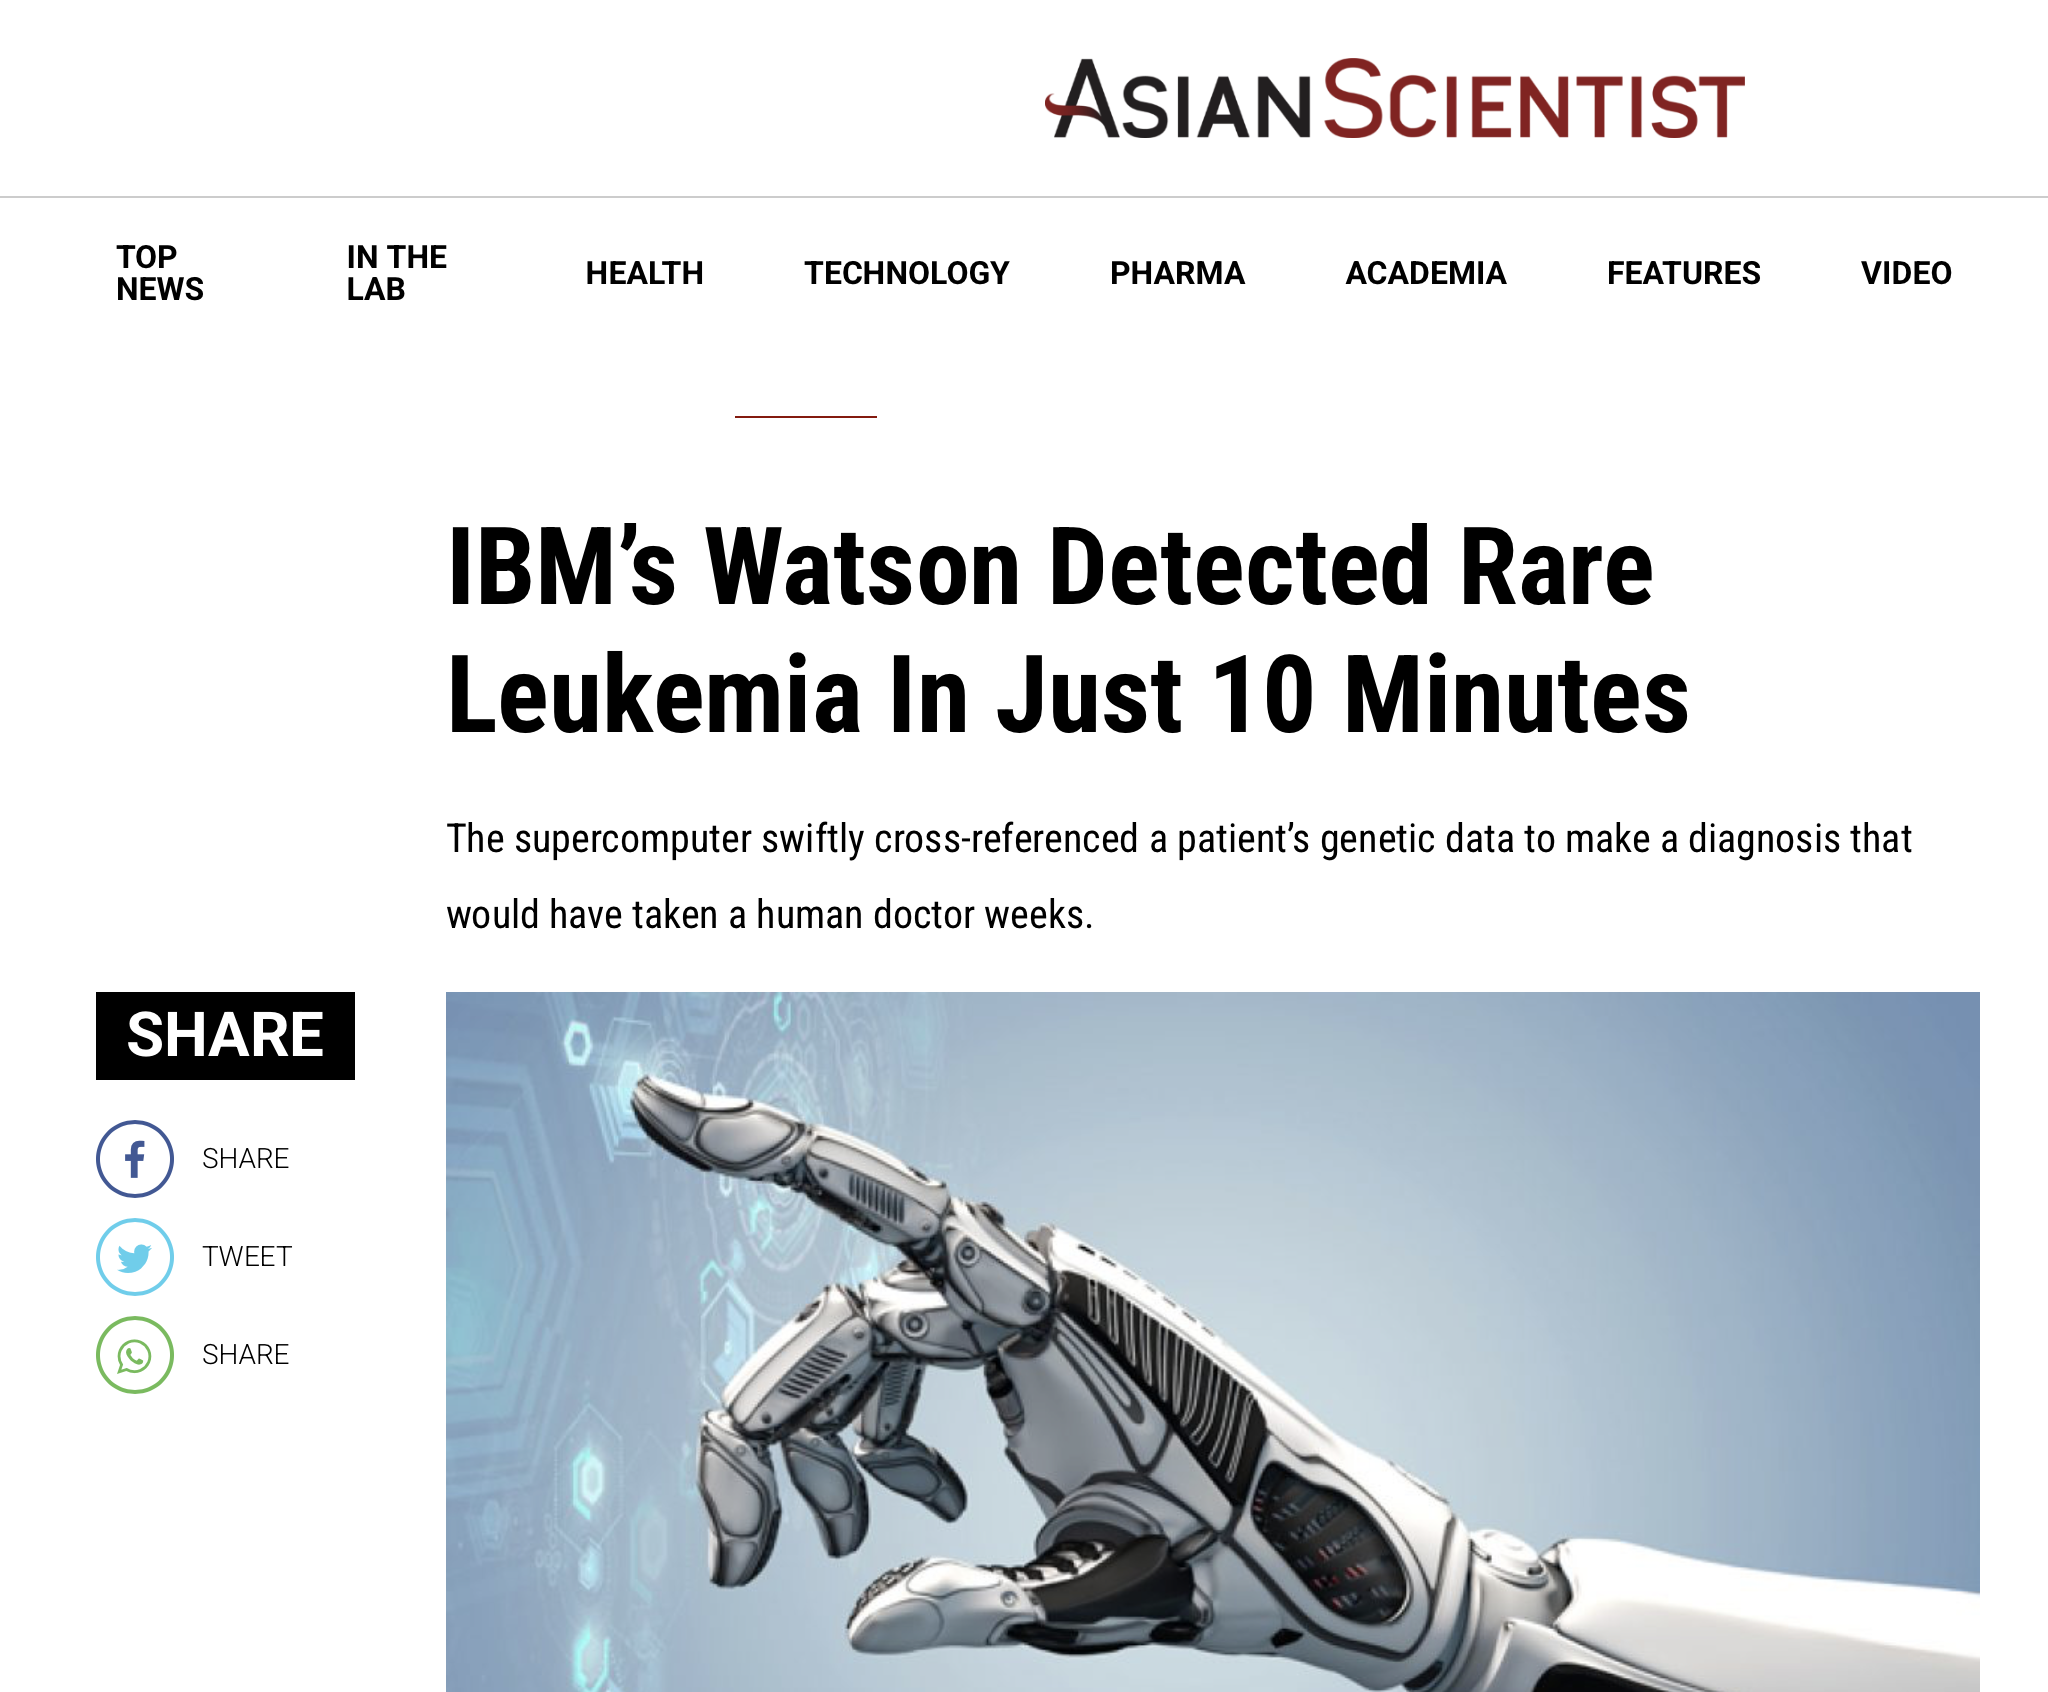 ASIANSCIENTIST
TOP NEWS
IN THE LAB
HEALTH
TECHNOLOGY
PHARMA
ACADEMIA
FEATURES
VIDEO
IBM’s Watson Detected Rare
Leukemia In Just 10 Minutes
The supercomputer swiftly cross-referenced a patient’s genetic data to make a diagnosis that
would have taken a human doctor weeks.
SHARE
SHARE
TWEET
SHARE